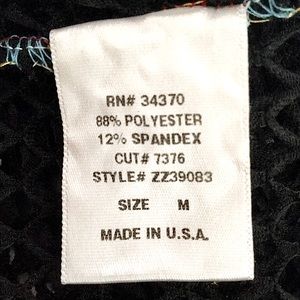 RN# 34370
88% POLYESTER
12% SPANDEX
CUT# 7376
STYLE# ZZ39083
SIZE M
MADE IN U.S.A.